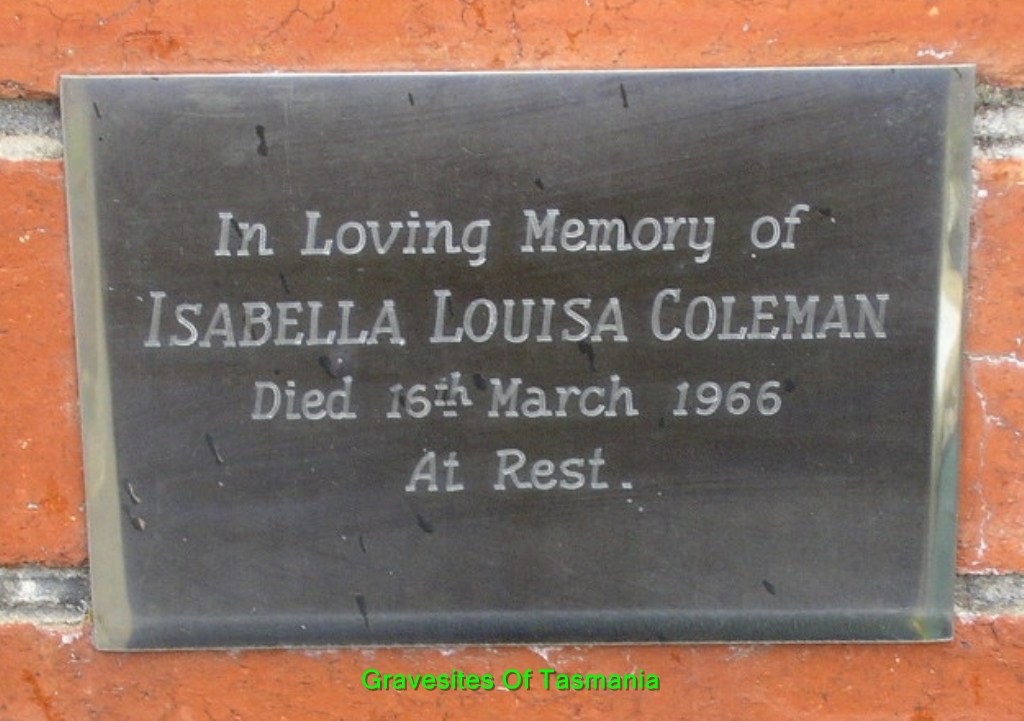 In Loving Memory of
ISABELLA LOUISA COLEMAN
Died 16th March 1966
At Rest.
Gravesites Of Tasmania